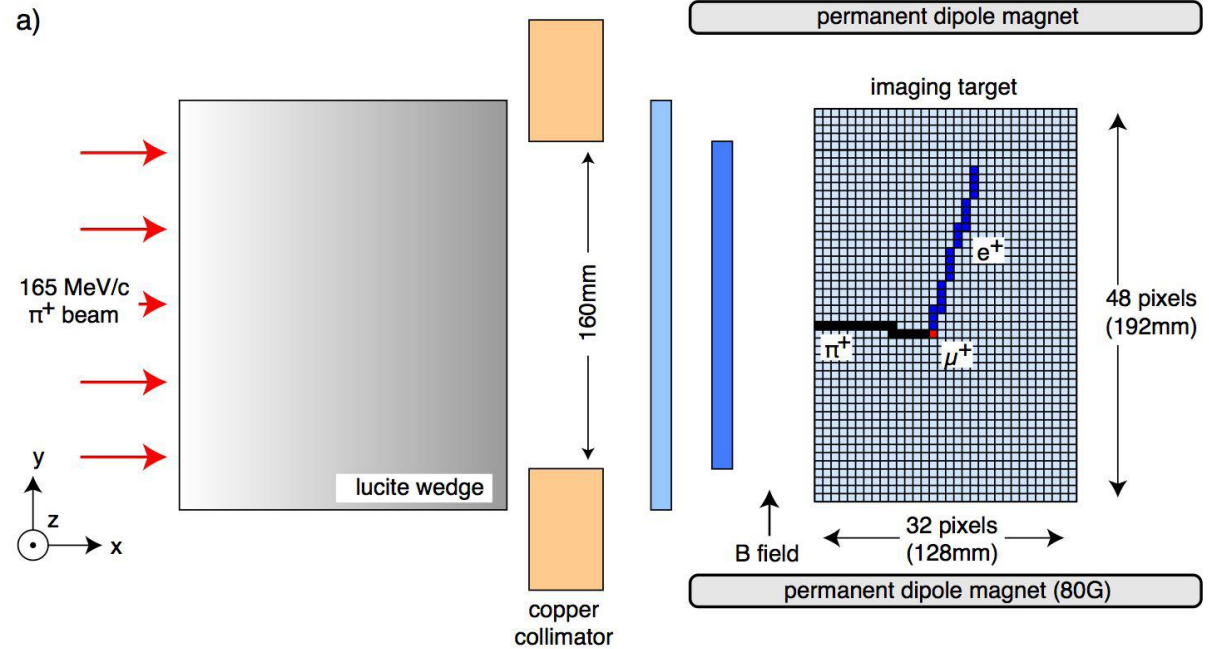 a)
permanent dipole magnet
imaging target
165 MeV/c
π⁺ beam
160mm
e⁺
π⁺
μ⁺
48 pixels
(192mm)
lucite wedge
y
z
x
B field
32 pixels
(128mm)
permanent dipole magnet (80G)
copper
collimator